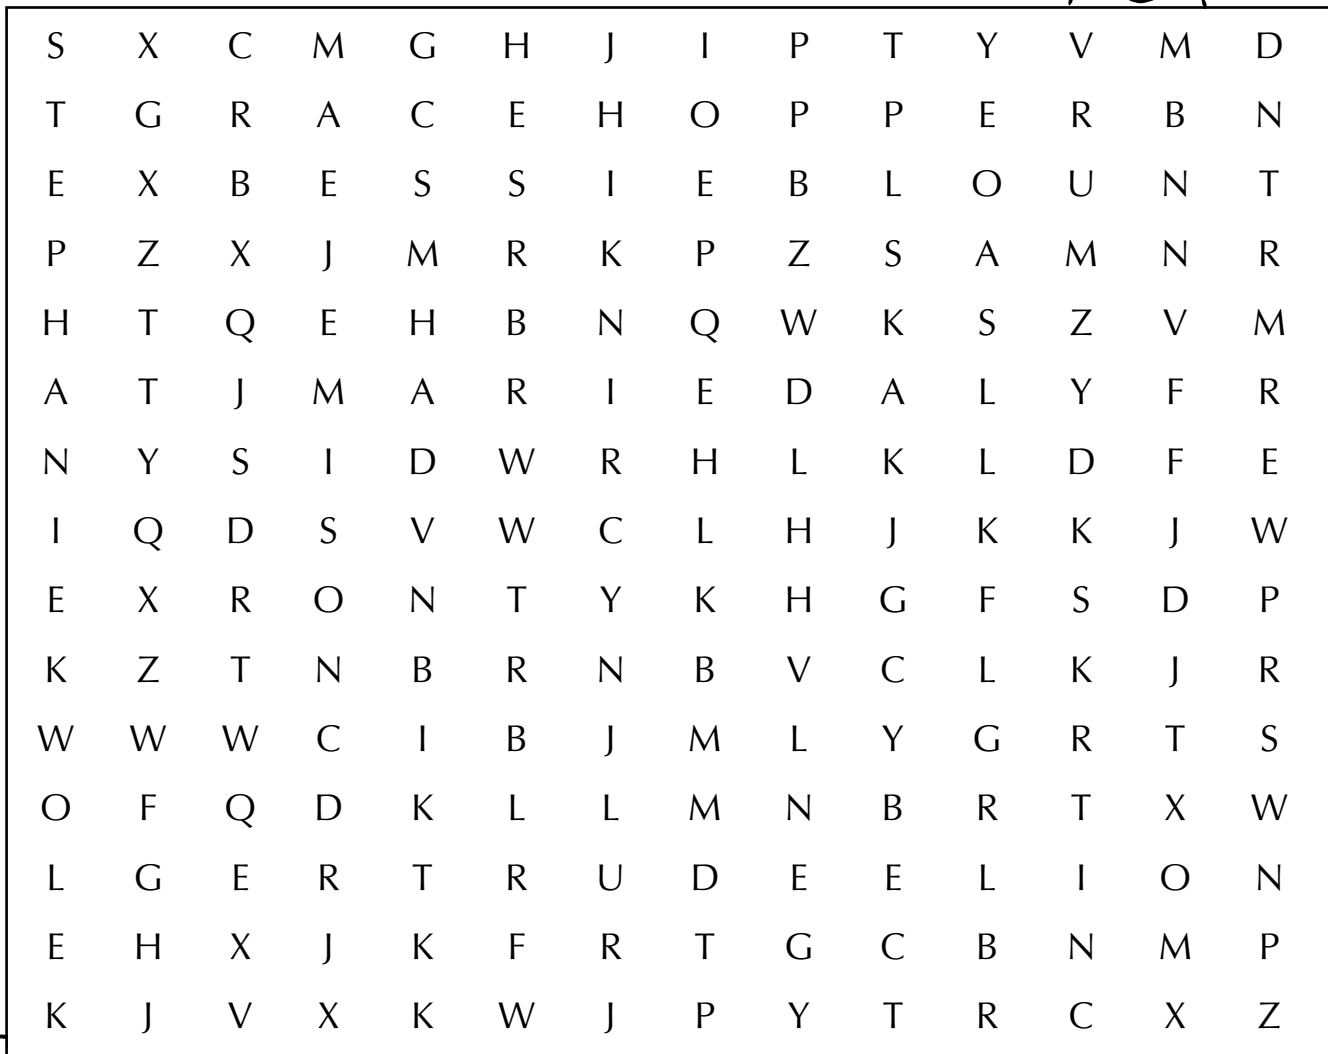 S X C M G H J I P T Y V M D
T G R A C E H O P P E R B N
E X B E S S I E B L O U N T
P Z X J M R K P Z S A M N R
H T Q E H B N Q W K S Z V M
A T J M A R I E D A L Y F R
N Y S I D W R H L K L D F E
I Q D S V W C L H J K K J W
E X R O N T Y K H G F S D P
K Z T N B R N B V C L K J R
W W W C I B J M L Y G R T S
O F Q D K L L M N B R T X W
L G E R T R U D E E L I O N
E H X J K F R T G C B N M P
K J V X K W J P Y T R C X Z